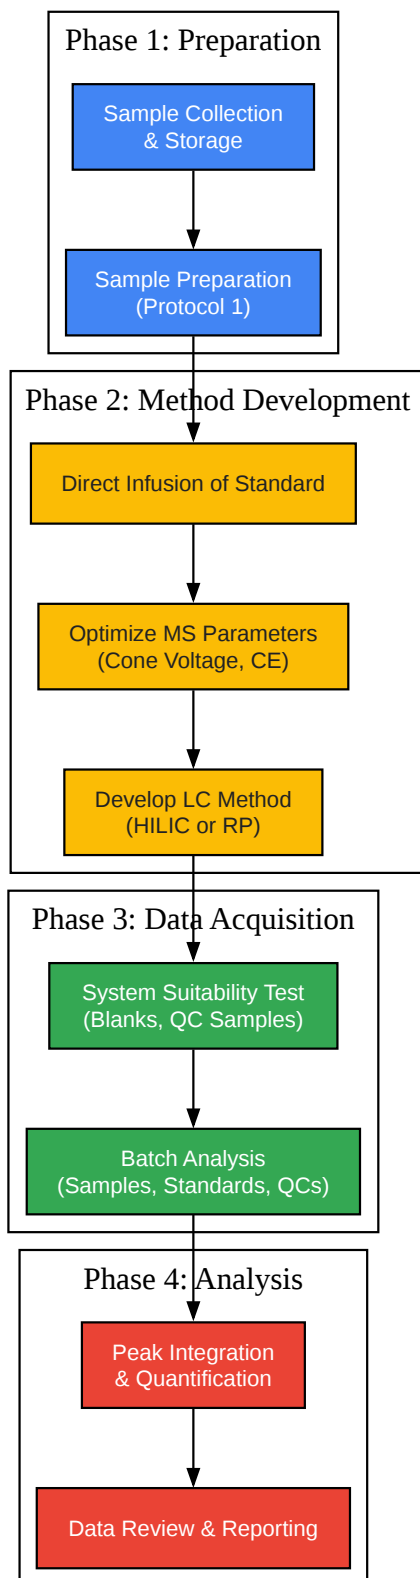 Phase 1: Preparation
Sample Collection
& Storage
Sample Preparation
(Protocol 1)
Phase 2: Method Development
Direct Infusion of Standard
Optimize MS Parameters
(Cone Voltage, CE)
Develop LC Method
(HILIC or RP)
Phase 3: Data Acquisition
System Suitability Test
(Blanks, QC Samples)
Batch Analysis
(Samples, Standards, QCs)
Phase 4: Analysis
Peak Integration
& Quantification
Data Review & Reporting